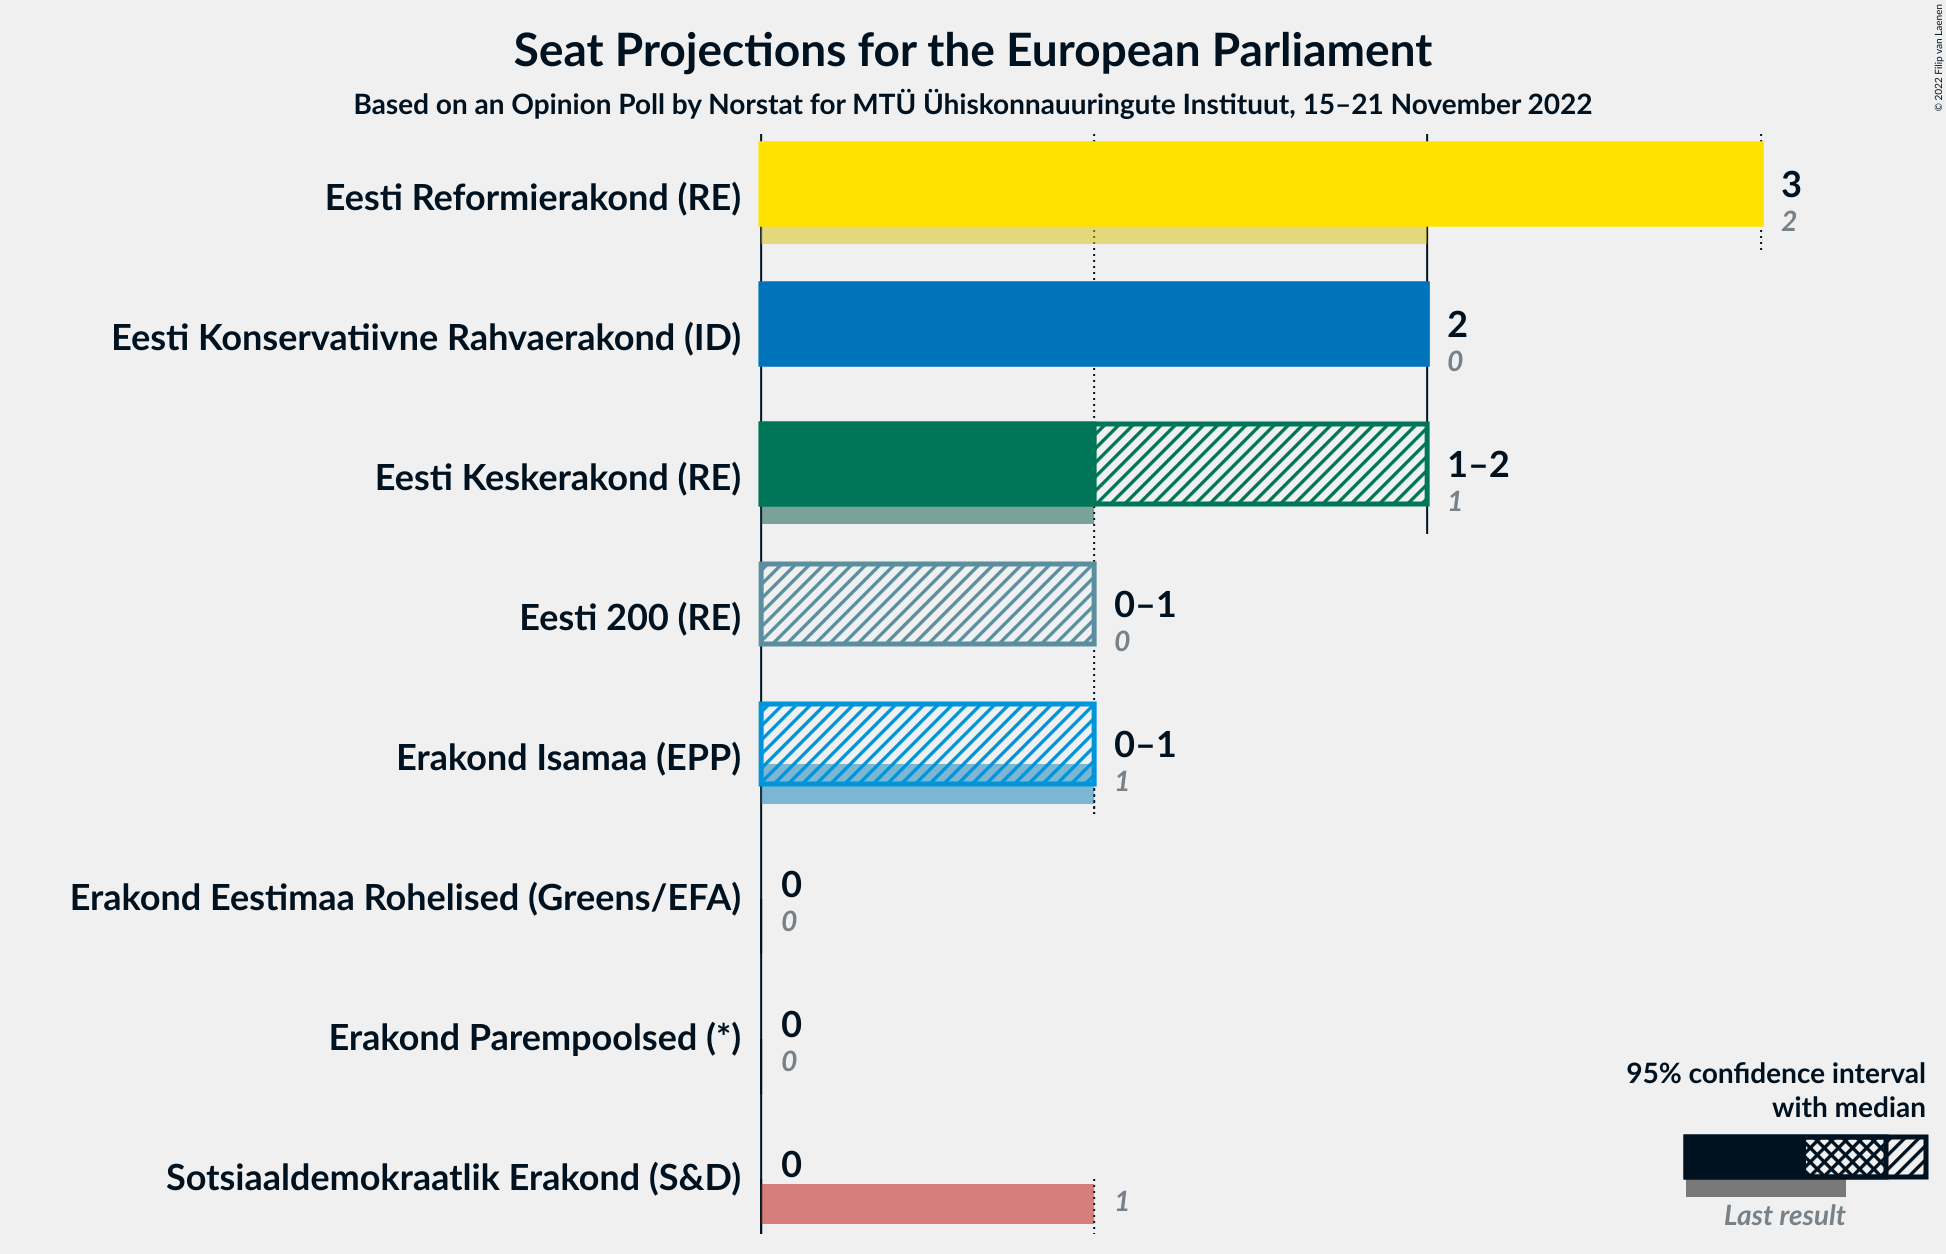 Seat Projections for the European Parliament
Based on an Opinion Poll by Norstat for MTÜ Ühiskonnauuringute Instituut, 15–21 November 2022
© 2022 Filip van Laenen
Eesti Reformierakond (RE)
3
2
Eesti Konservatiivne Rahvaerakond (ID)
2
0
Eesti Keskerakond (RE)
1–2
1
Eesti 200 (RE)
0–1
0
Erakond Isamaa (EPP)
0–1
1
Erakond Eestimaa Rohelised (Greens/EFA)
0
0
Erakond Parempoolsed (*)
0
0
Sotsiaaldemokraatlik Erakond (S&D)
0
1
95% confidence interval
with median
Last result